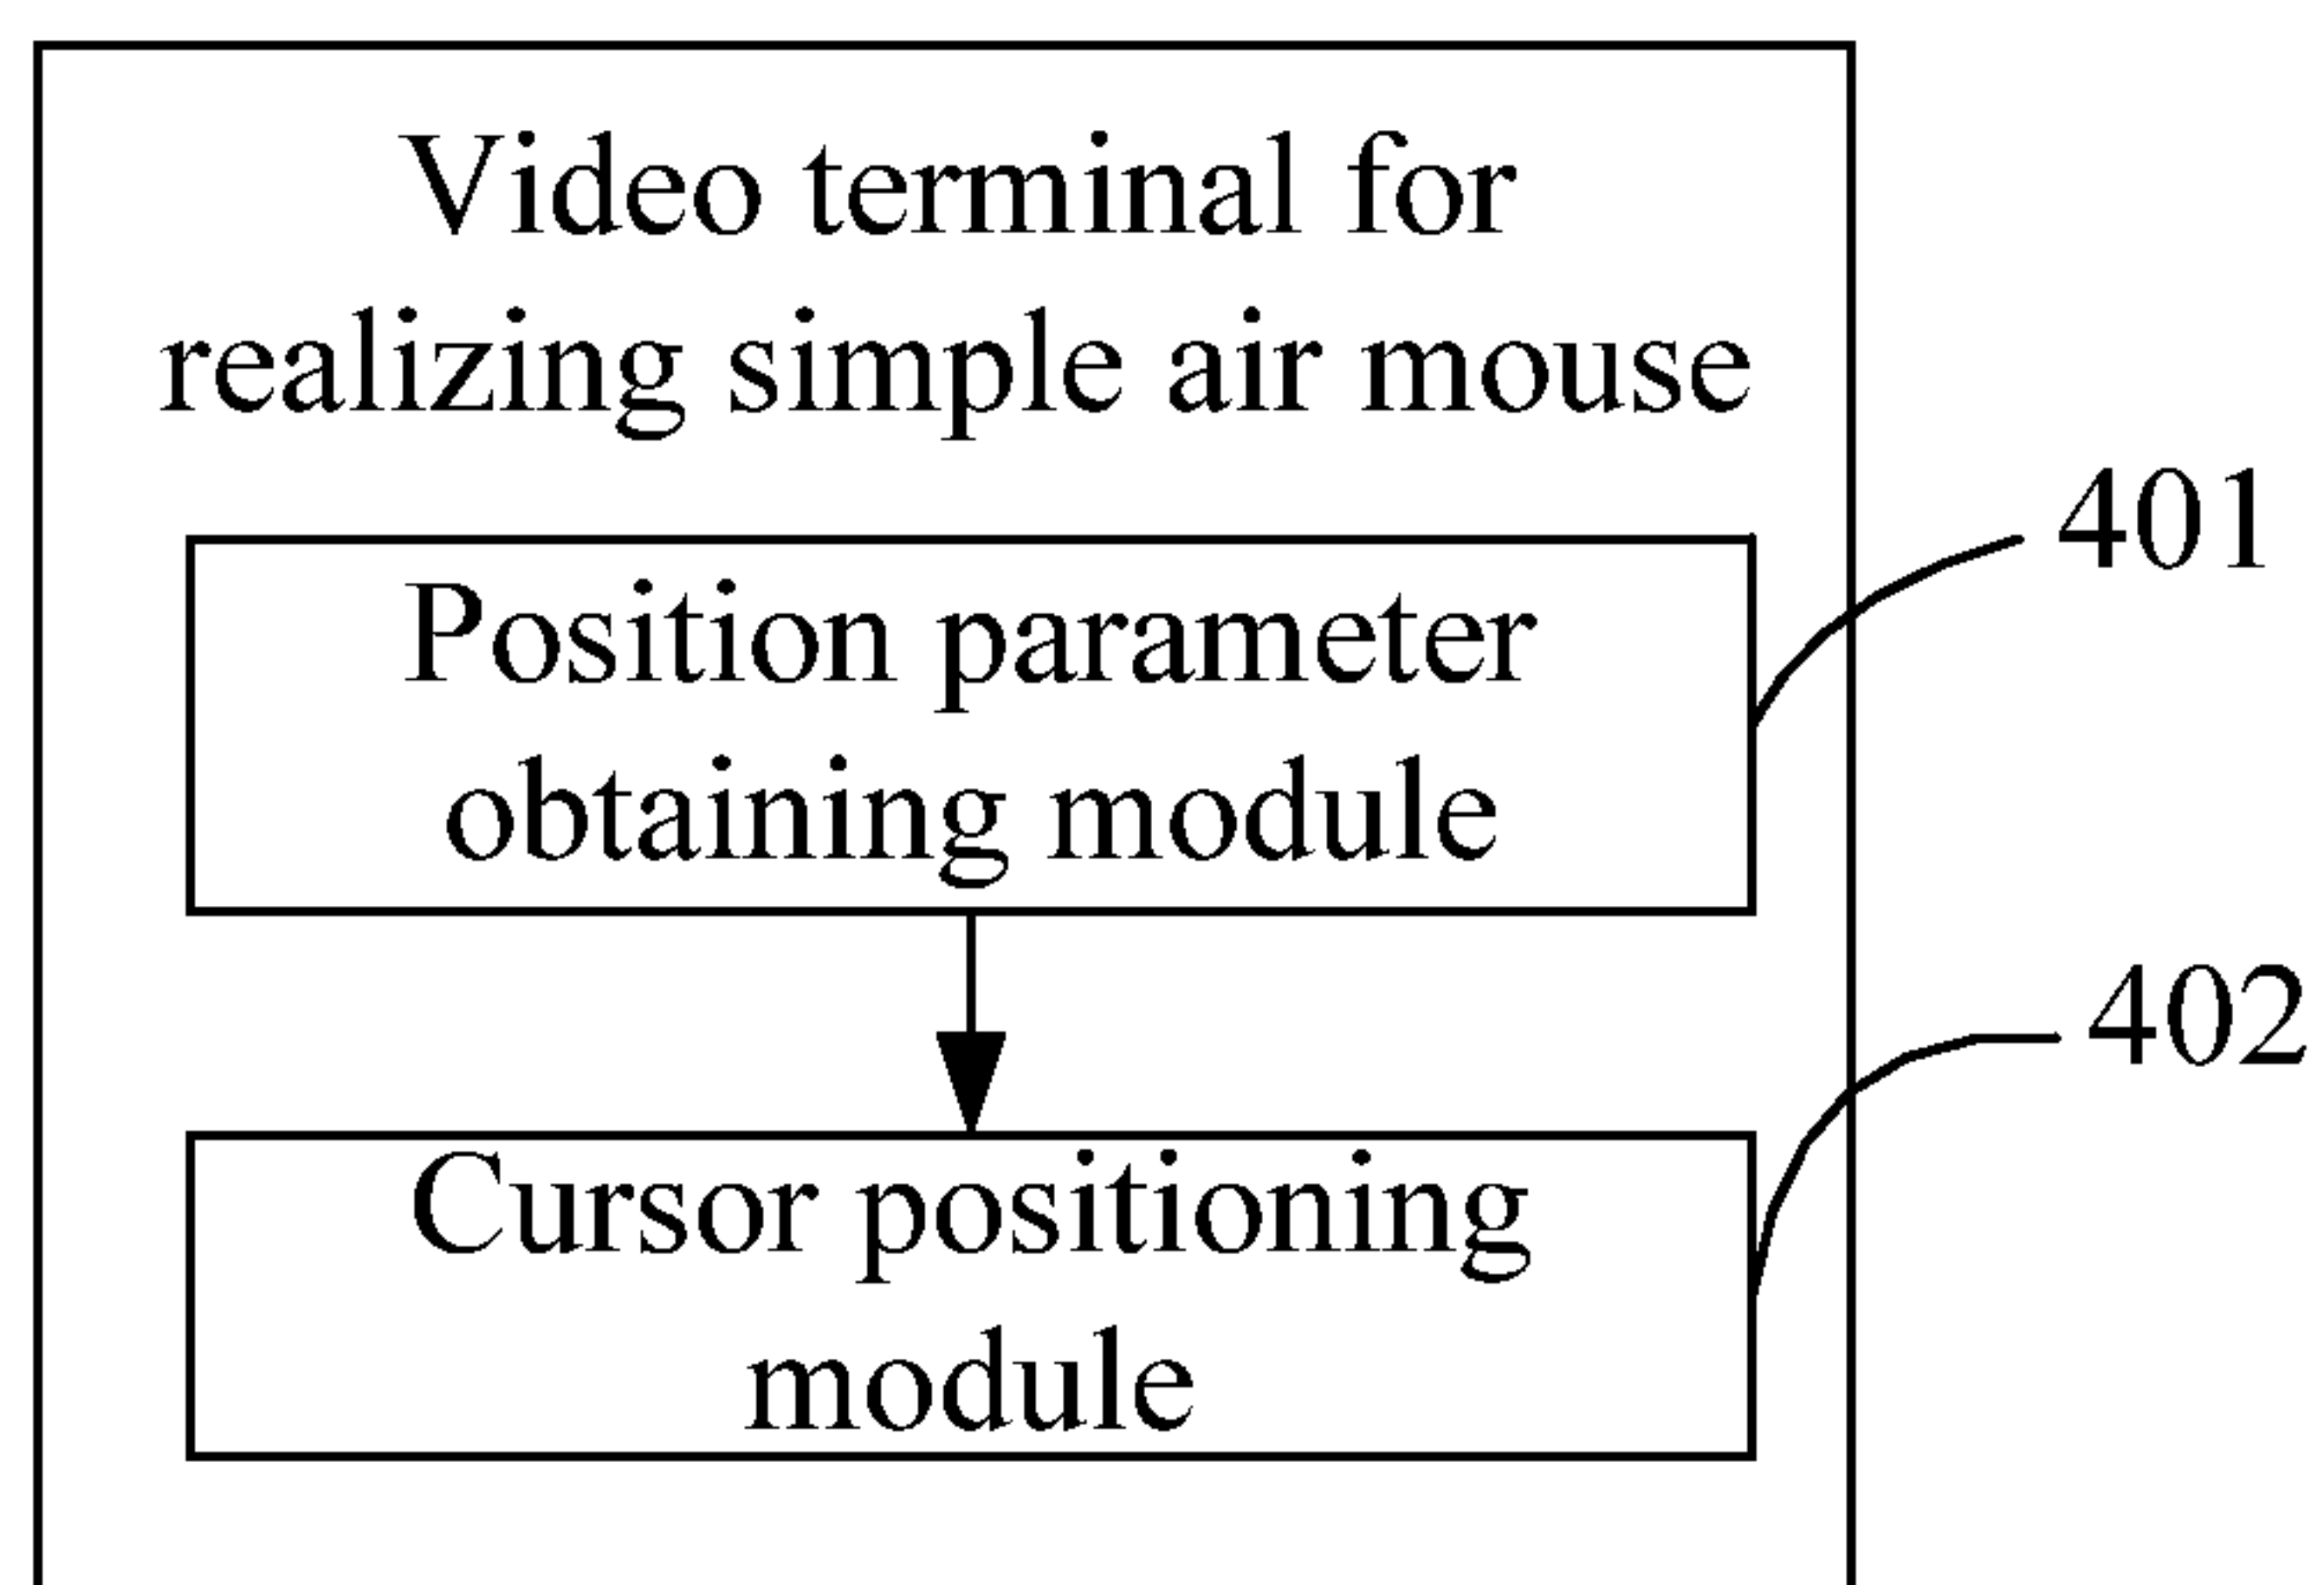 Video terminal for
realizing simple air mouse
401
Position parameter
obtaining module
402
Cursor positioning
module